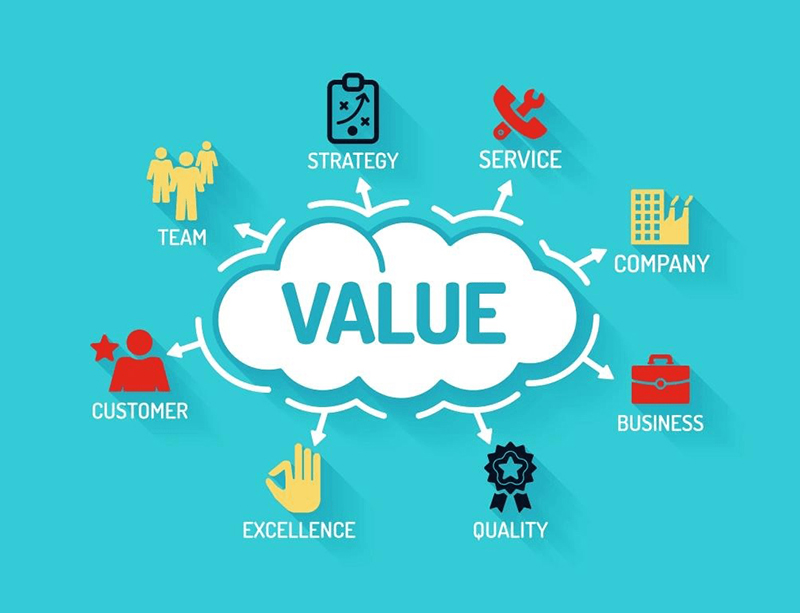 STRATEGY
SERVICE
TEAM
COMPANY
VALUE
CUSTOMER
BUSINESS
EXCELLENCE
QUALITY